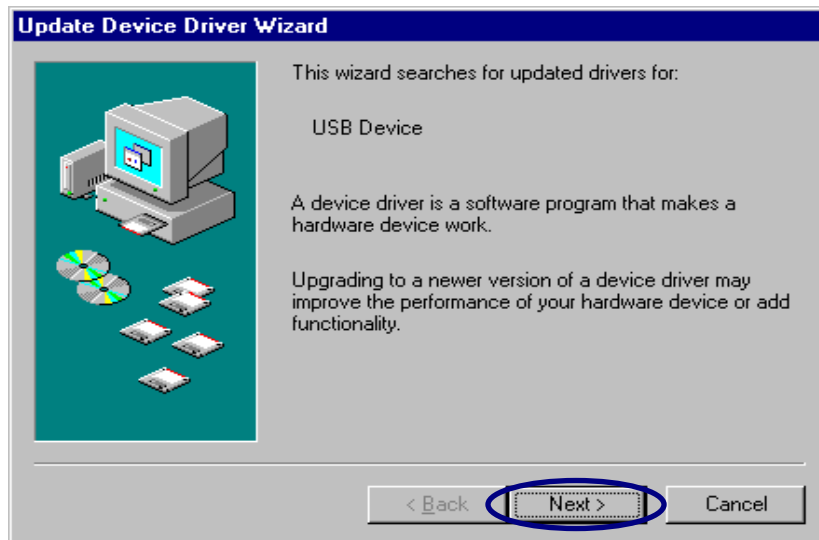 Update Device Driver Wizard
This wizard searches for updated drivers for:
USB Device
A device driver is a software program that makes a
hardware device work.
Upgrading to a newer version of a device driver may
improve the performance of your hardware device or add
functionality.
< Back
Next >
Cancel